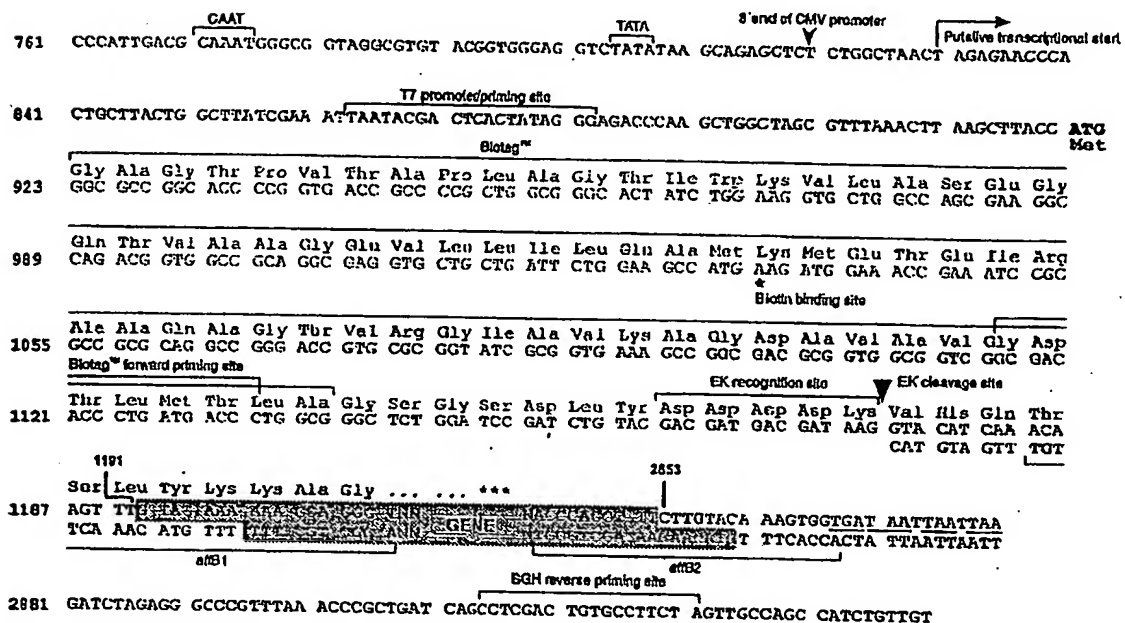 CAAT TATA 3' end of CMV promoter
761 CCCATTGACG CAAATGGGCG GTAGGCGTGT ACGGTGGGAG GTCTATATAA GCAGAGCTCT CTGGCTAACT AGAGAACCCA
Putative transcriptional start
T7 promoter/priming site
841 CTGCTTACTG GCTTATCGAA ATTAATACGA CTCACTATAG GGAGACCCAA GCTGGCTAGC GTTTAAACTT AAGCTTACC ATG
Met
Biotag™
Gly Ala Gly Thr Pro Val Thr Ala Pro Leu Ala Gly Thr Ile Trp Lys Val Leu Ala Ser Glu Gly
923 GGC GCC GGC ACC CCG GTG ACC GCC CCG CTG GCG GGC ACT ATC TGG AAG GTG CTG GCC AGC GAA GGC
Gln Thr Val Ala Ala Gly Glu Val Leu Leu Ile Leu Glu Ala Met Lys Met Glu Thr Glu Ile Arg
989 CAG ACG GTG GCC GCA GGC GAG GTG CTG CTG ATT CTG GAA GCC ATG AAG ATG GAA ACC GAA ATC CGC
*
Biotin binding site
Ala Ala Gln Ala Gly Thr Val Arg Gly Ile Ala Val Lys Ala Gly Asp Ala Val Ala Val Gly Asp
1055 GCC GCG CAG GCC GGG ACC GTG CGC GGT ATC GCG GTG AAA GCC GGC GAC GCG GTG GCG GTC GGC GAC
Biotag™ forward priming site EK recognition site EK cleavage site
Thr Leu Met Thr Leu Ala Gly Ser Gly Ser Asp Leu Tyr Asp Asp Asp Asp Lys Val His Gln Thr
1121 ACC CTG ATG ACC CTG GCG GGC TCT GGA TCC GAT CTG TAC GAC GAT GAC GAT AAG GTA CAT CAA ACA
CAT GTA GTT TGT
1191 2853
Ser Leu Tyr Lys Lys Ala Gly ... ... ***
1187 AGT TTG GENE CTTGTACA AAGTGGTGAT AATTAATTAA
TCA AAC ATG TTT T TTCACCACTA TTAATTAATT
attB1 attB2
BGH reverse priming site
2881 GATCTAGAGG GCCCGTTTAA ACCCGCTGAT CAGCCTCGAC TGTGCCTTCT AGTTGCCAGC CATCTGTTGT